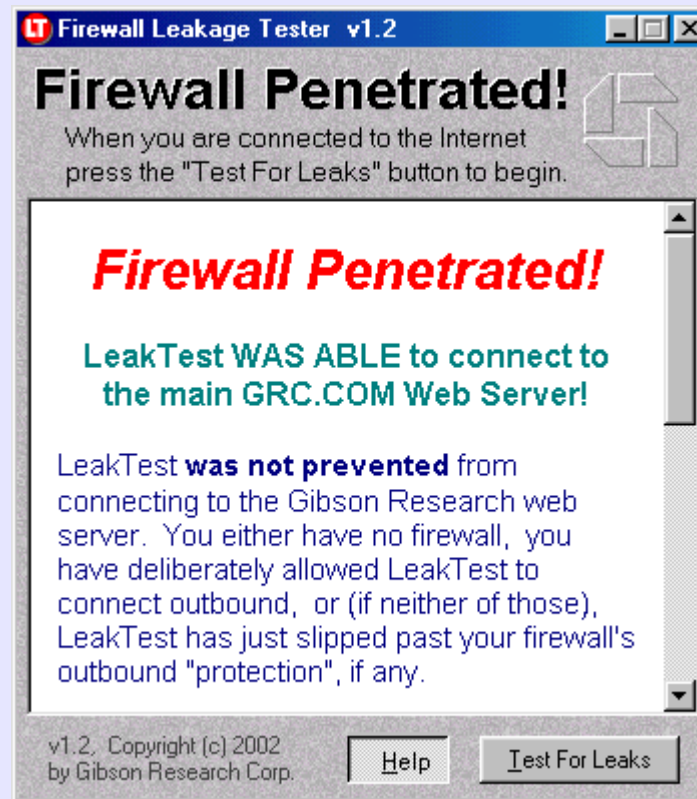 LT Firewall Leakage Tester v1.2
Firewall Penetrated!
When you are connected to the Internet
press the "Test For Leaks" button to begin.
Firewall Penetrated!
LeakTest WAS ABLE to connect to
the main GRC.COM Web Server!
LeakTest was not prevented from
connecting to the Gibson Research web
server. You either have no firewall, you
have deliberately allowed LeakTest to
connect outbound, or (if neither of those),
LeakTest has just slipped past your firewall's
outbound "protection", if any.
v1.2, Copyright (c) 2002
by Gibson Research Corp.
Help
Test For Leaks